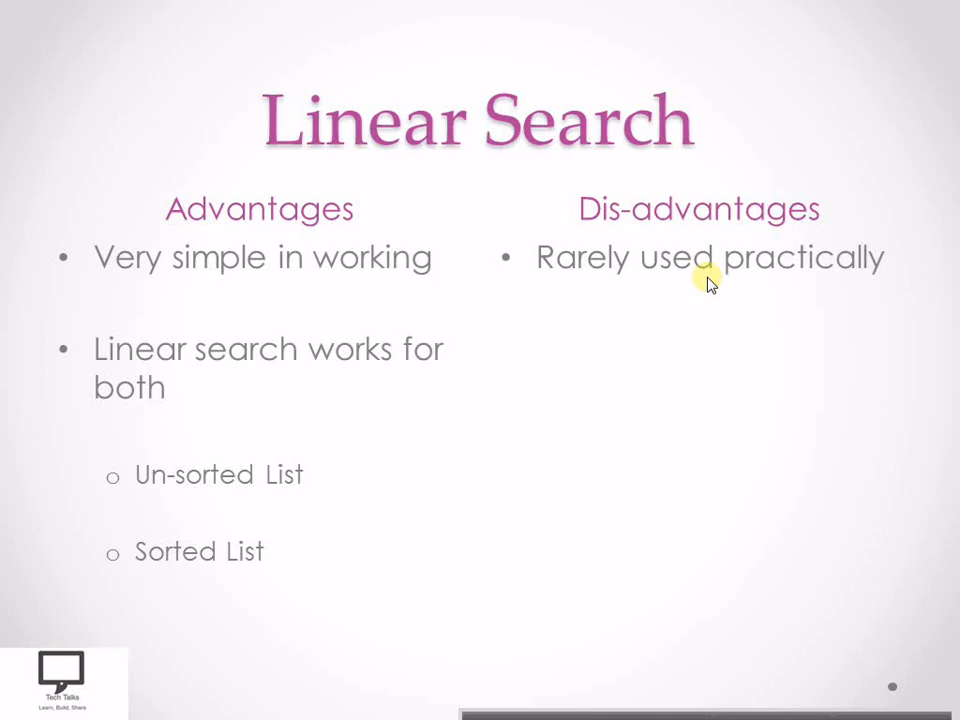 Linear Search
Advantages
• Very simple in working
• Linear search works for
both
o Un-sorted List
o Sorted List
Dis-advantages
• Rarely used practically
Tech Talks
Learn, Build, Share